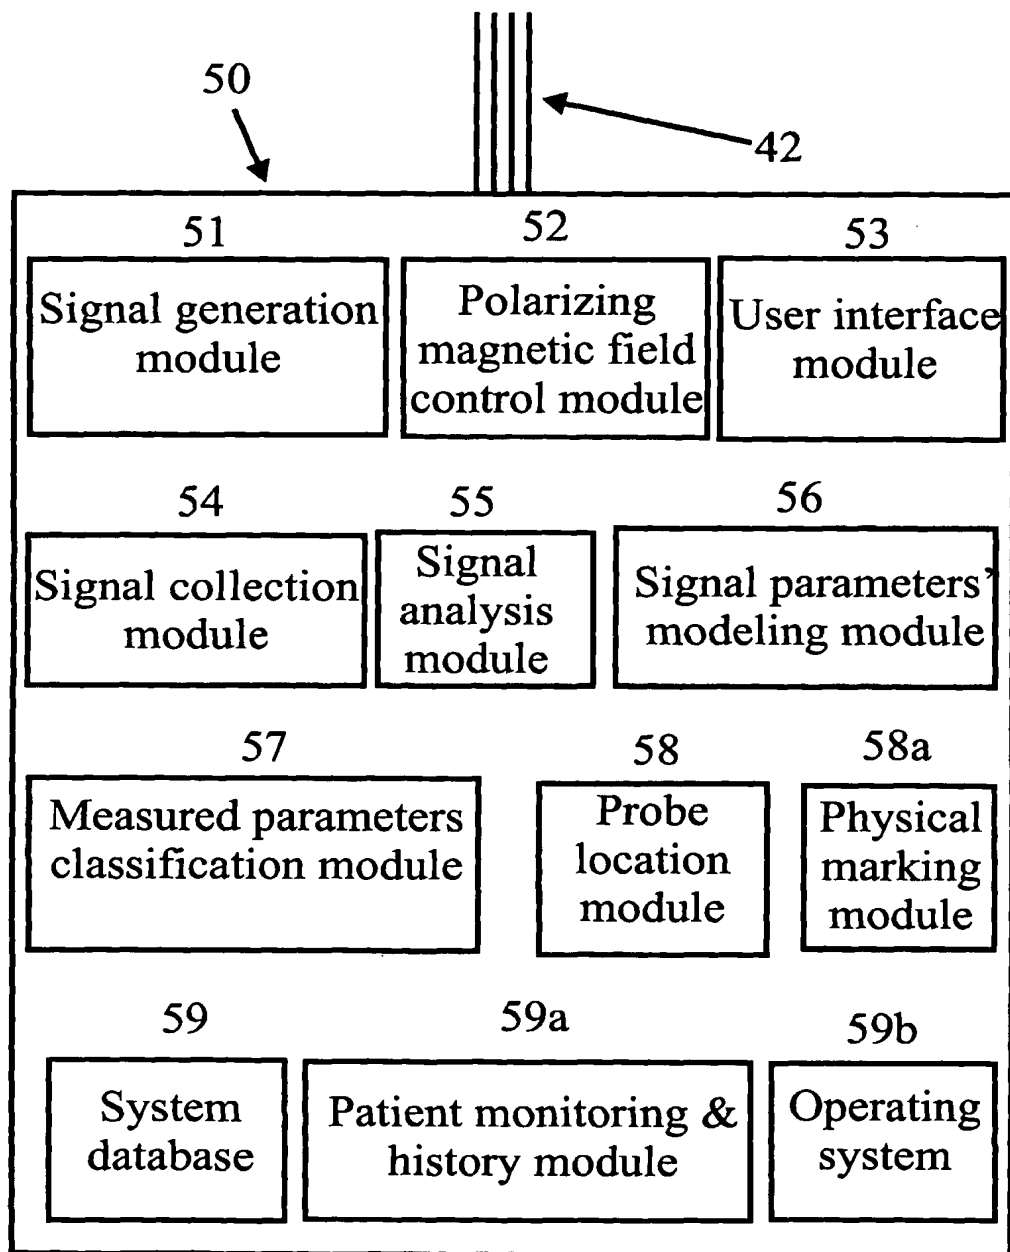 50
42
51
52
53
Signal generation
module
Polarizing
magnetic field
control module
User interface
module
54
55
56
Signal collection
module
Signal
analysis
module
Signal parameters'
modeling module
57
58
58a
Measured parameters
classification module
Probe
location
module
Physical
marking
module
59
59a
59b
System
database
Patient monitoring &
history module
Operating
system